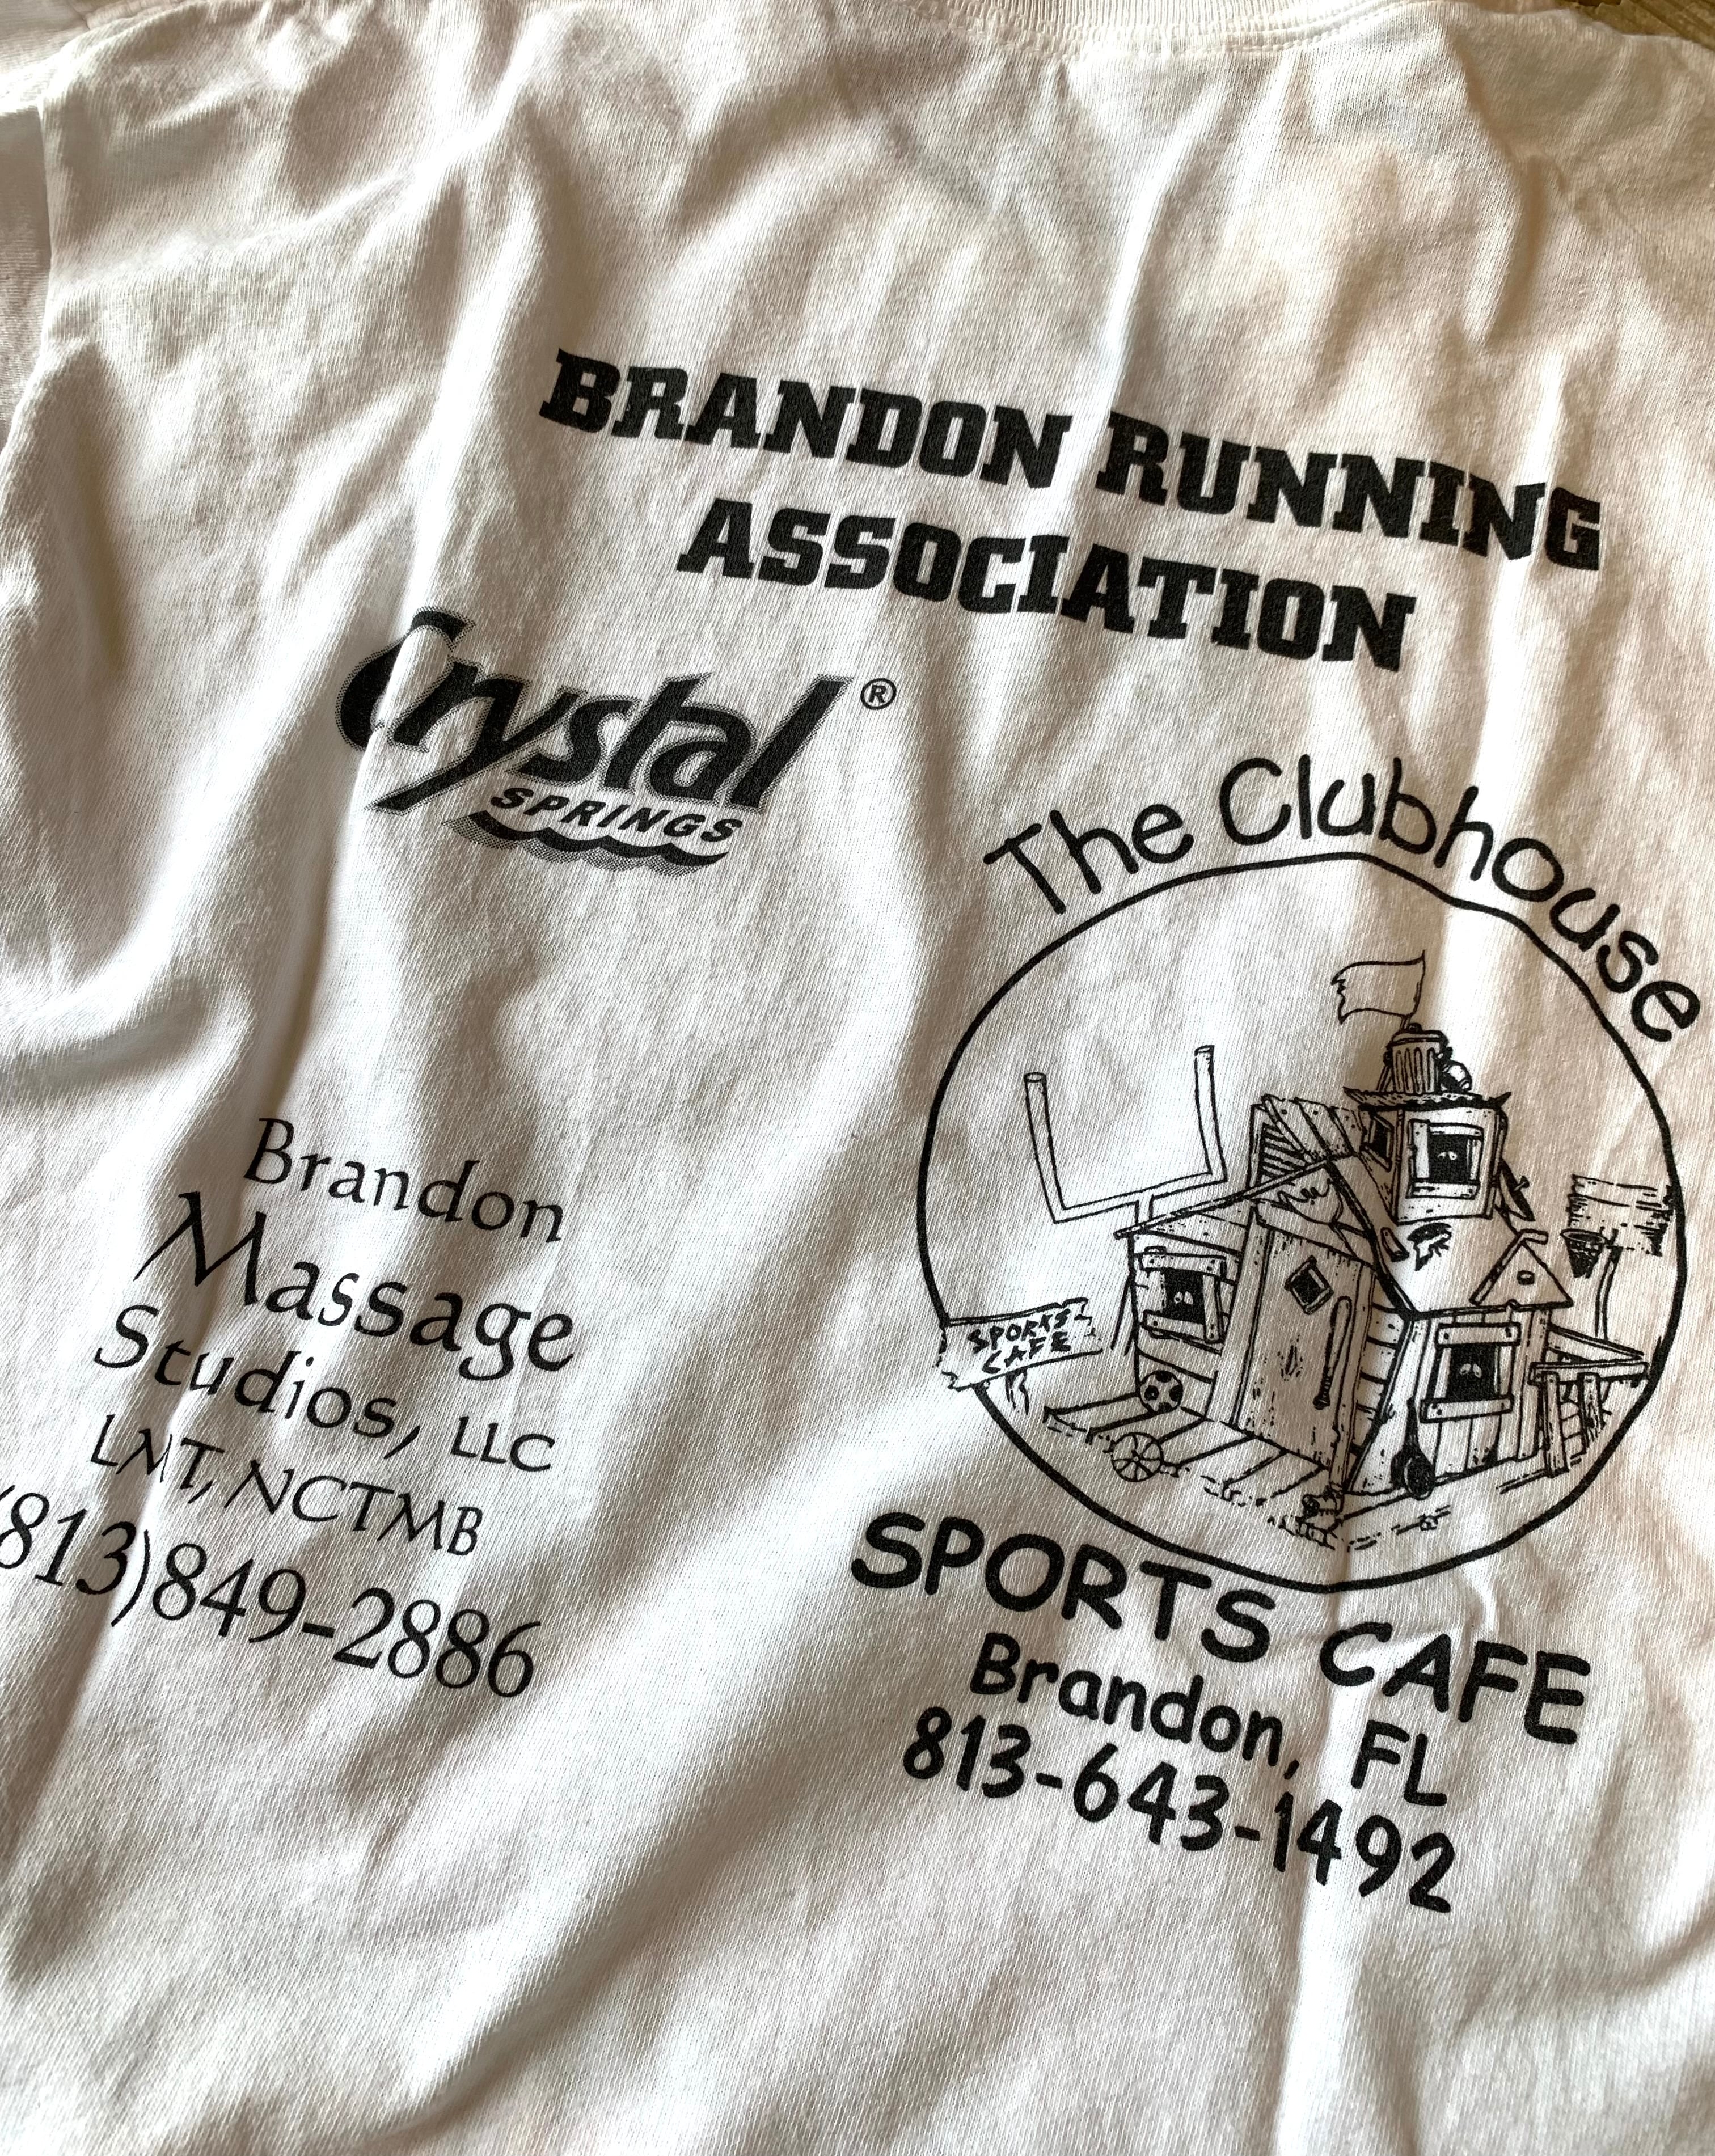 BRANDON RUNNING
ASSOCIATION
Crystal ®
SPRINGS
The Clubhouse
SPORTS
CAFE
SPORTS CAFE
Brandon, FL
813-643-1492
Brandon
Massage
Studios, LLC
LMT, NCTMB
(813)849-2886